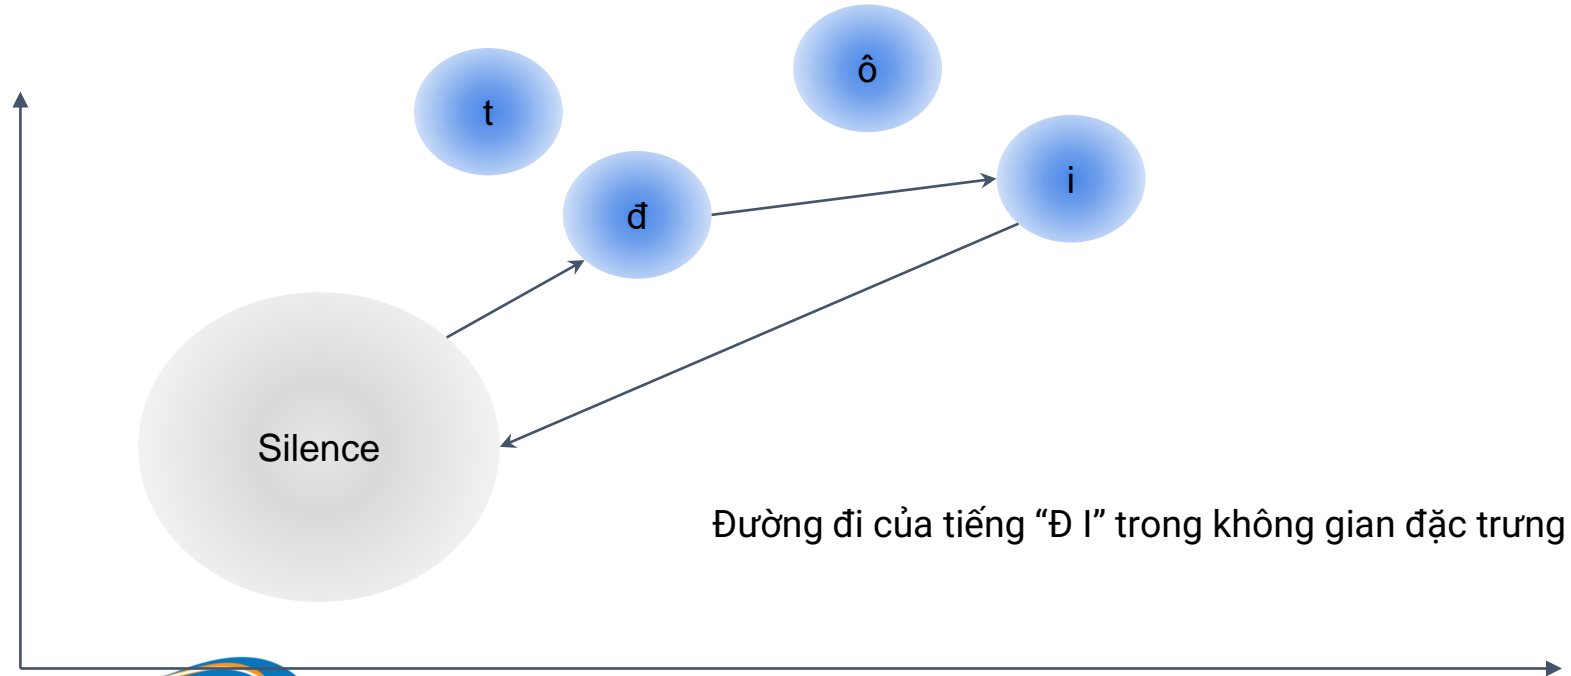 ô
t
i
đ
Silence
Đường đi của tiếng “Đ I” trong không gian đặc trưng